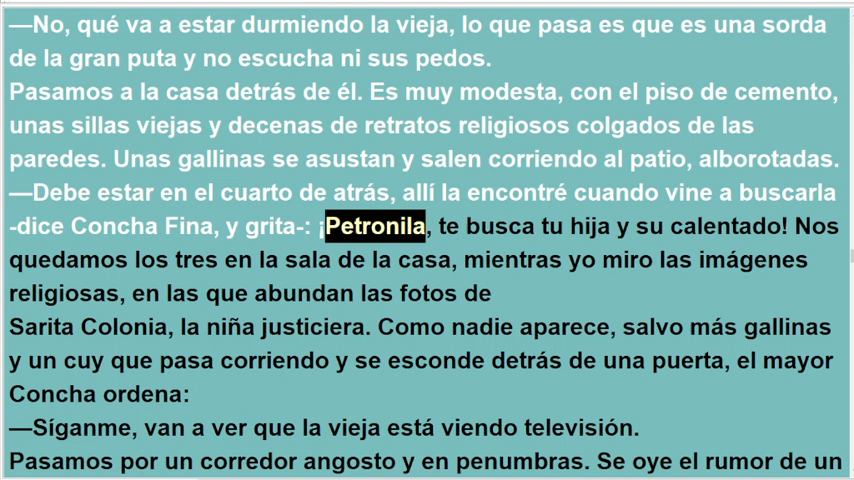 —No, qué va a estar durmiendo la vieja, lo que pasa es que es una sorda
de la gran puta y no escucha ni sus pedos.
Pasamos a la casa detrás de él. Es muy modesta, con el piso de cemento,
unas sillas viejas y decenas de retratos religiosos colgados de las
paredes. Unas gallinas se asustan y salen corriendo al patio, alborotadas.
—Debe estar en el cuarto de atrás, allí la encontré cuando vine a buscarla
-dice Concha Fina, y grita-: ¡Petronila, te busca tu hija y su calentado! Nos
quedamos los tres en la sala de la casa, mientras yo miro las imágenes
religiosas, en las que abundan las fotos de
Sarita Colonia, la niña justiciera. Como nadie aparece, salvo más gallinas
y un cuy que pasa corriendo y se esconde detrás de una puerta, el mayor
Concha ordena:
—Síganme, van a ver que la vieja está viendo televisión.
Pasamos por un corredor angosto y en penumbras. Se oye el rumor de un